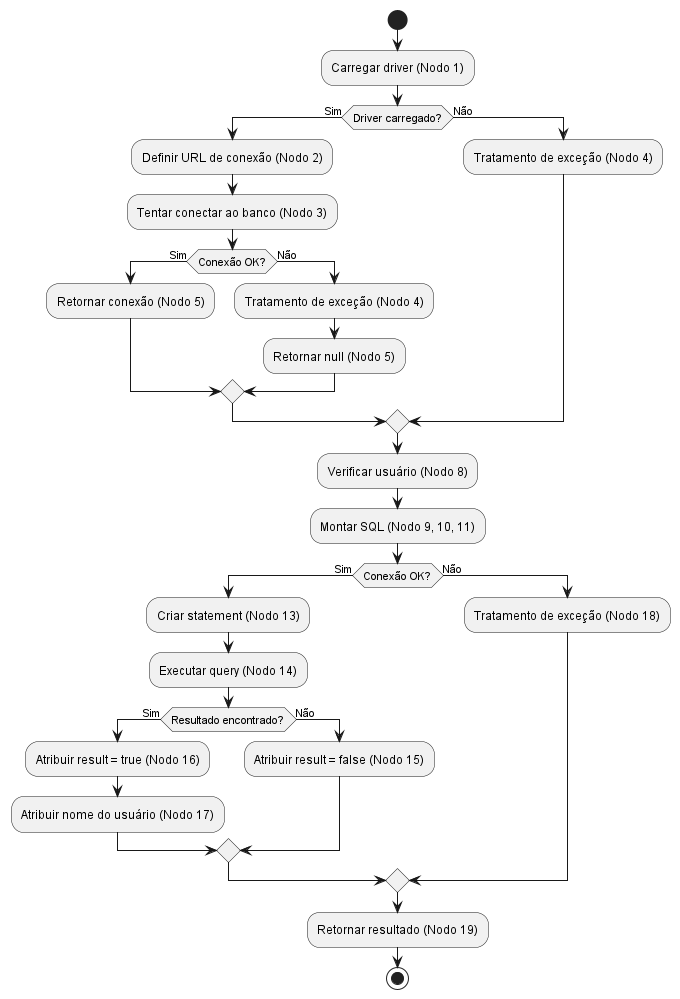 Carregar driver (Nodo 1)
Sim
Driver carregado?
Não
Definir URL de conexão (Nodo 2)
Tratamento de exceção (Nodo 4)
Tentar conectar ao banco (Nodo 3)
Sim
Conexão OK?
Não
Retornar conexão (Nodo 5)
Tratamento de exceção (Nodo 4)
Retornar null (Nodo 5)
Verificar usuário (Nodo 8)
Montar SQL (Nodo 9, 10, 11)
Sim
Conexão OK?
Não
Criar statement (Nodo 13)
Tratamento de exceção (Nodo 18)
Executar query (Nodo 14)
Sim
Resultado encontrado?
Não
Atribuir result = true (Nodo 16)
Atribuir result = false (Nodo 15)
Atribuir nome do usuário (Nodo 17)
Retornar resultado (Nodo 19)